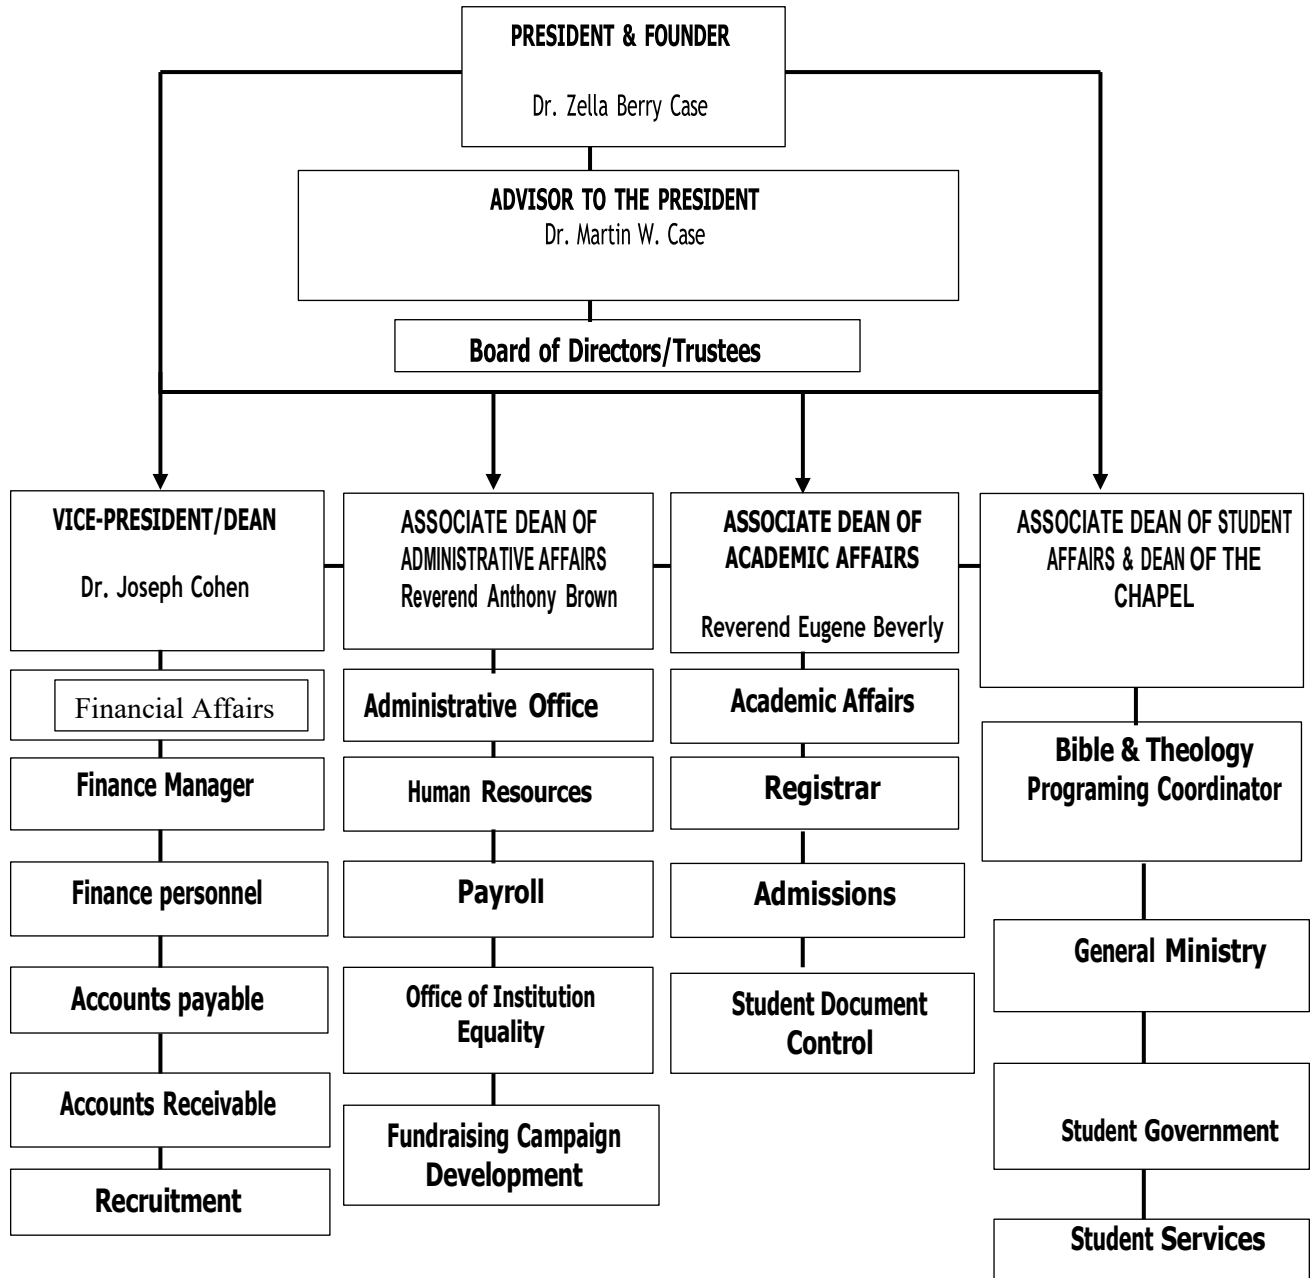 PRESIDENT & FOUNDER
Dr. Zella Berry Case
ADVISOR TO THE PRESIDENT
Dr. Martin W. Case
Board of Directors/Trustees
VICE-PRESIDENT/DEAN
Dr. Joseph Cohen
Financial Affairs
Finance Manager
Finance personnel
Accounts payable
Accounts Receivable
Recruitment
ASSOCIATE DEAN OF
ADMINISTRATIVE AFFAIRS
Reverend Anthony Brown
Administrative Office
Human Resources
Payroll
Office of Institution
Equality
Fundraising Campaign
Development
ASSOCIATE DEAN OF
ACADEMIC AFFAIRS
Reverend Eugene Beverly
Academic Affairs
Registrar
Admissions
Student Document
Control
ASSOCIATE DEAN OF STUDENT
AFFAIRS & DEAN OF THE
CHAPEL
Bible & Theology
Programing Coordinator
General Ministry
Student Government
Student Services